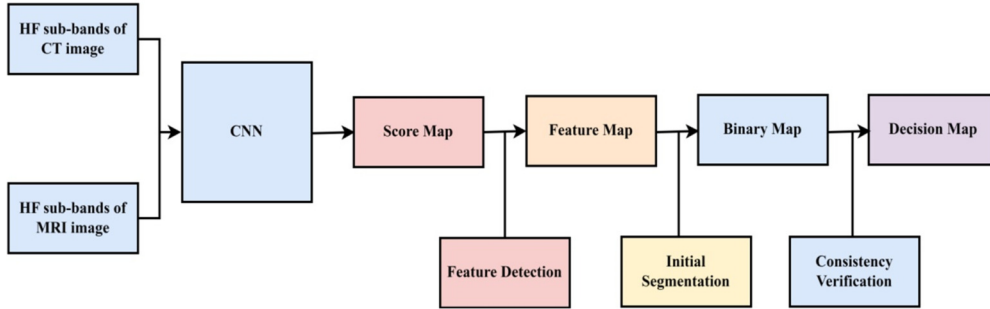 HF sub-bands of
CT image
CNN
Score Map
Feature Map
Binary Map
Decision Map
HF sub-bands of
MRI image
Feature Detection
Initial
Segmentation
Consistency
Verification